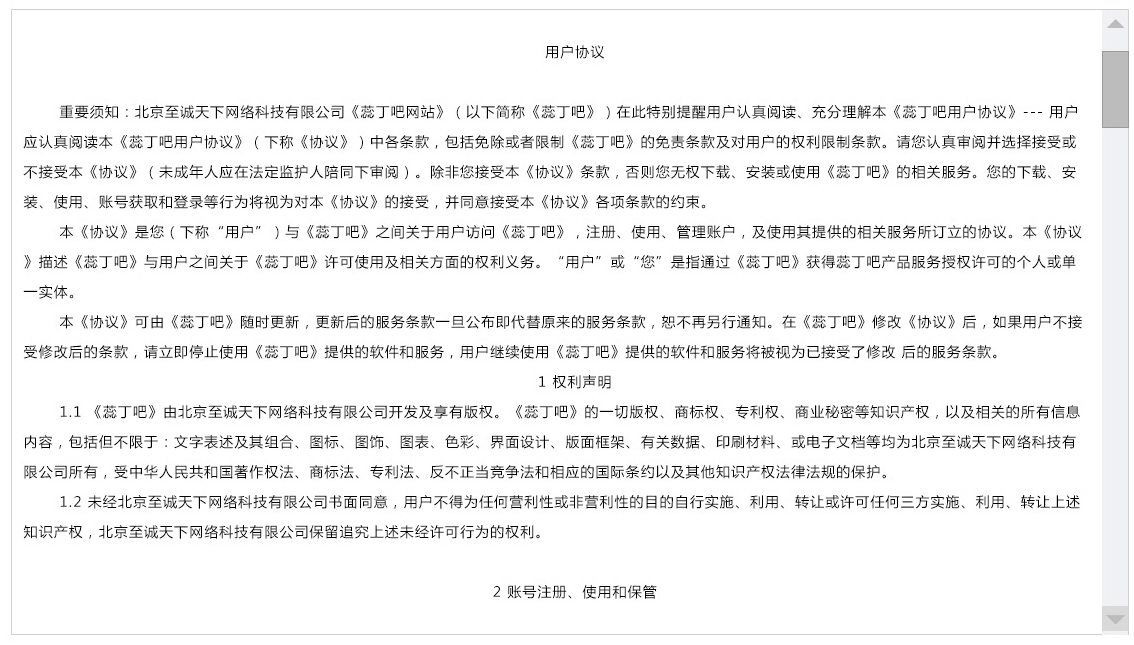 用户协议
重要须知：北京至诚天下网络科技有限公司《蕊丁吧网站》（以下简称《蕊丁吧》）在此特别提醒用户认真阅读、充分理解本《蕊丁吧用户协议》--- 用户
应认真阅读本《蕊丁吧用户协议》（下称《协议》）中各条款，包括免除或者限制《蕊丁吧》的免责条款及对用户的权利限制条款。请您认真审阅并选择接受或
不接受本《协议》（未成年人应在法定监护人陪同下审阅）。除非您接受本《协议》条款，否则您无权下载、安装或使用《蕊丁吧》的相关服务。您的下载、安
装、使用、账号获取和登录等行为将视为对本《协议》的接受，并同意接受本《协议》各项条款的约束。
本《协议》是您（下称“用户”）与《蕊丁吧》之间关于用户访问《蕊丁吧》，注册、使用、管理账户，及使用其提供的相关服务所订立的协议。本《协议
》描述《蕊丁吧》与用户之间关于《蕊丁吧》许可使用及相关方面的权利义务。“用户”或“您”是指通过《蕊丁吧》获得蕊丁吧产品服务授权许可的个人或单
一实体。
本《协议》可由《蕊丁吧》随时更新，更新后的服务条款一旦公布即代替原来的服务条款，恕不再另行通知。在《蕊丁吧》修改《协议》后，如果用户不接
受修改后的条款，请立即停止使用《蕊丁吧》提供的软件和服务，用户继续使用《蕊丁吧》提供的软件和服务将被视为已接受了修改 后的服务条款。
1 权利声明
1.1 《蕊丁吧》由北京至诚天下网络科技有限公司开发及享有版权。《蕊丁吧》的一切版权、商标权、专利权、商业秘密等知识产权，以及相关的所有信息
内容，包括但不限于：文字表述及其组合、图标、图饰、图表、色彩、界面设计、版面框架、有关数据、印刷材料、或电子文档等均为北京至诚天下网络科技有
限公司所有，受中华人民共和国著作权法、商标法、专利法、反不正当竞争法和相应的国际条约以及其他知识产权法律法规的保护。
1.2 未经北京至诚天下网络科技有限公司书面同意，用户不得为任何营利性或非营利性的目的自行实施、利用、转让或许可任何三方实施、利用、转让上述
知识产权，北京至诚天下网络科技有限公司保留追究上述未经许可行为的权利。
2 账号注册、使用和保管